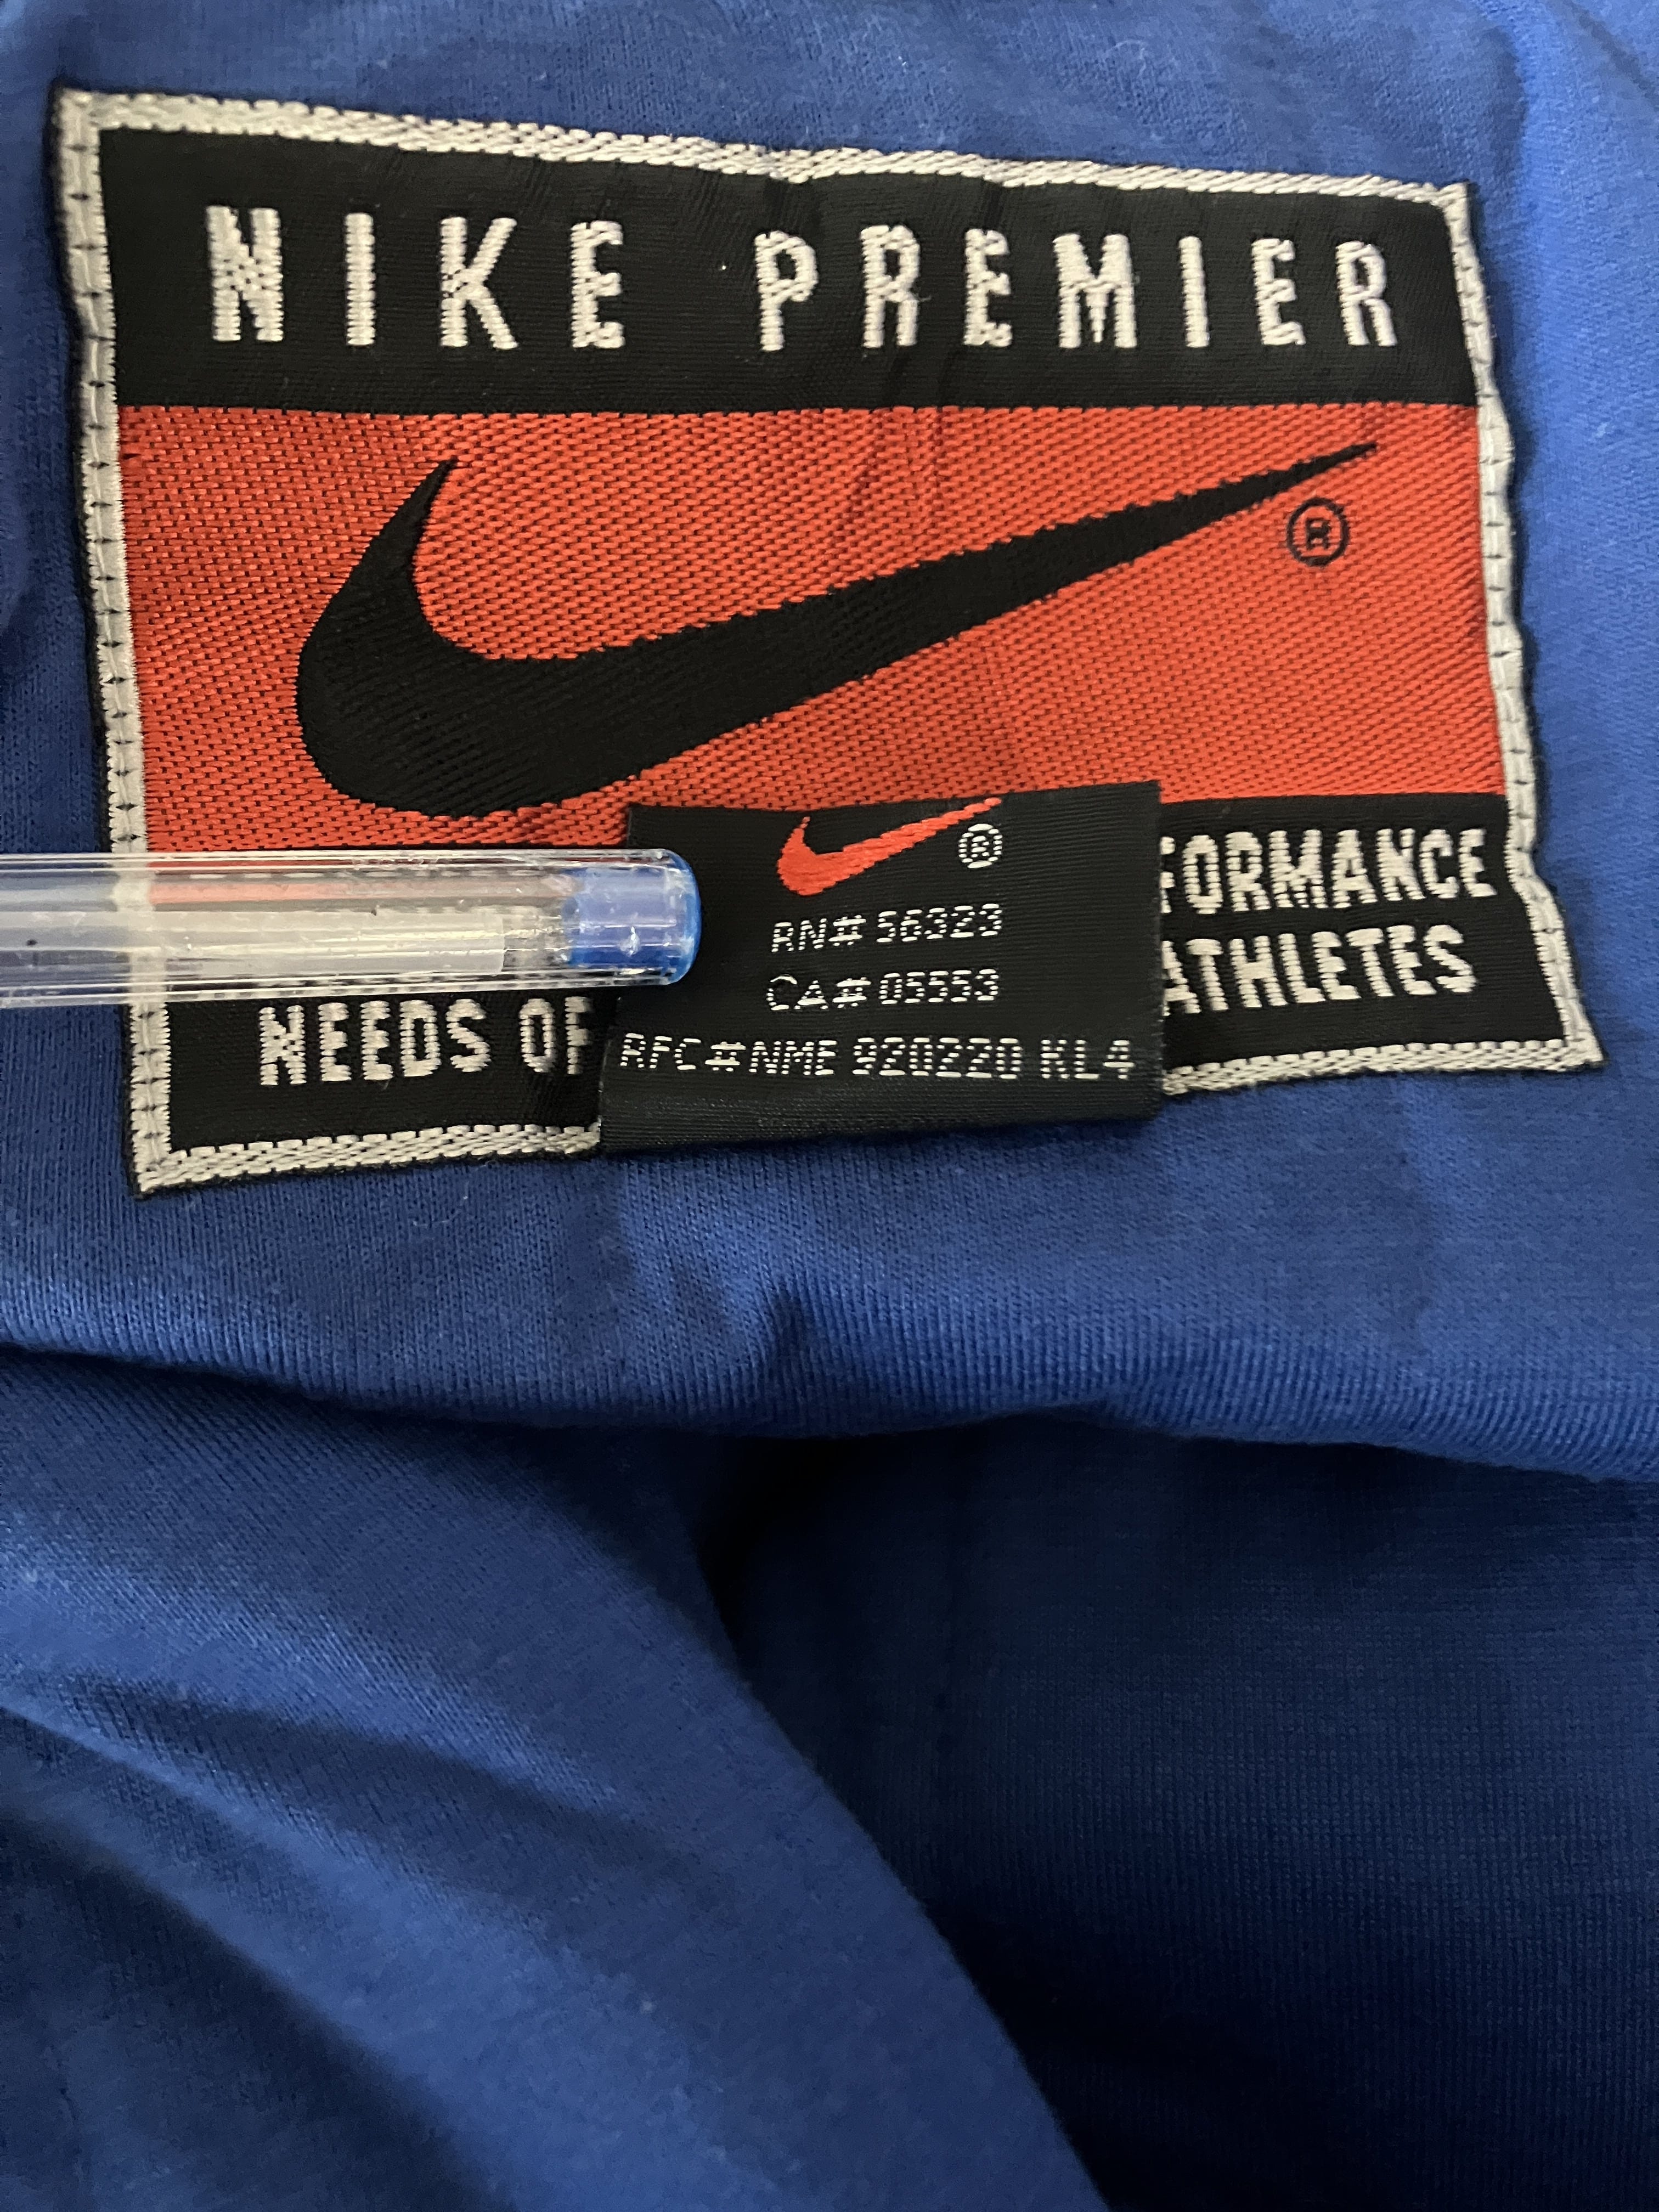 NIKE PREMIER
®
FORMANCE
NEEDS OF ATHLETES
®
RN# 56323
CA# 05553
RFC#NME 920220 KL4